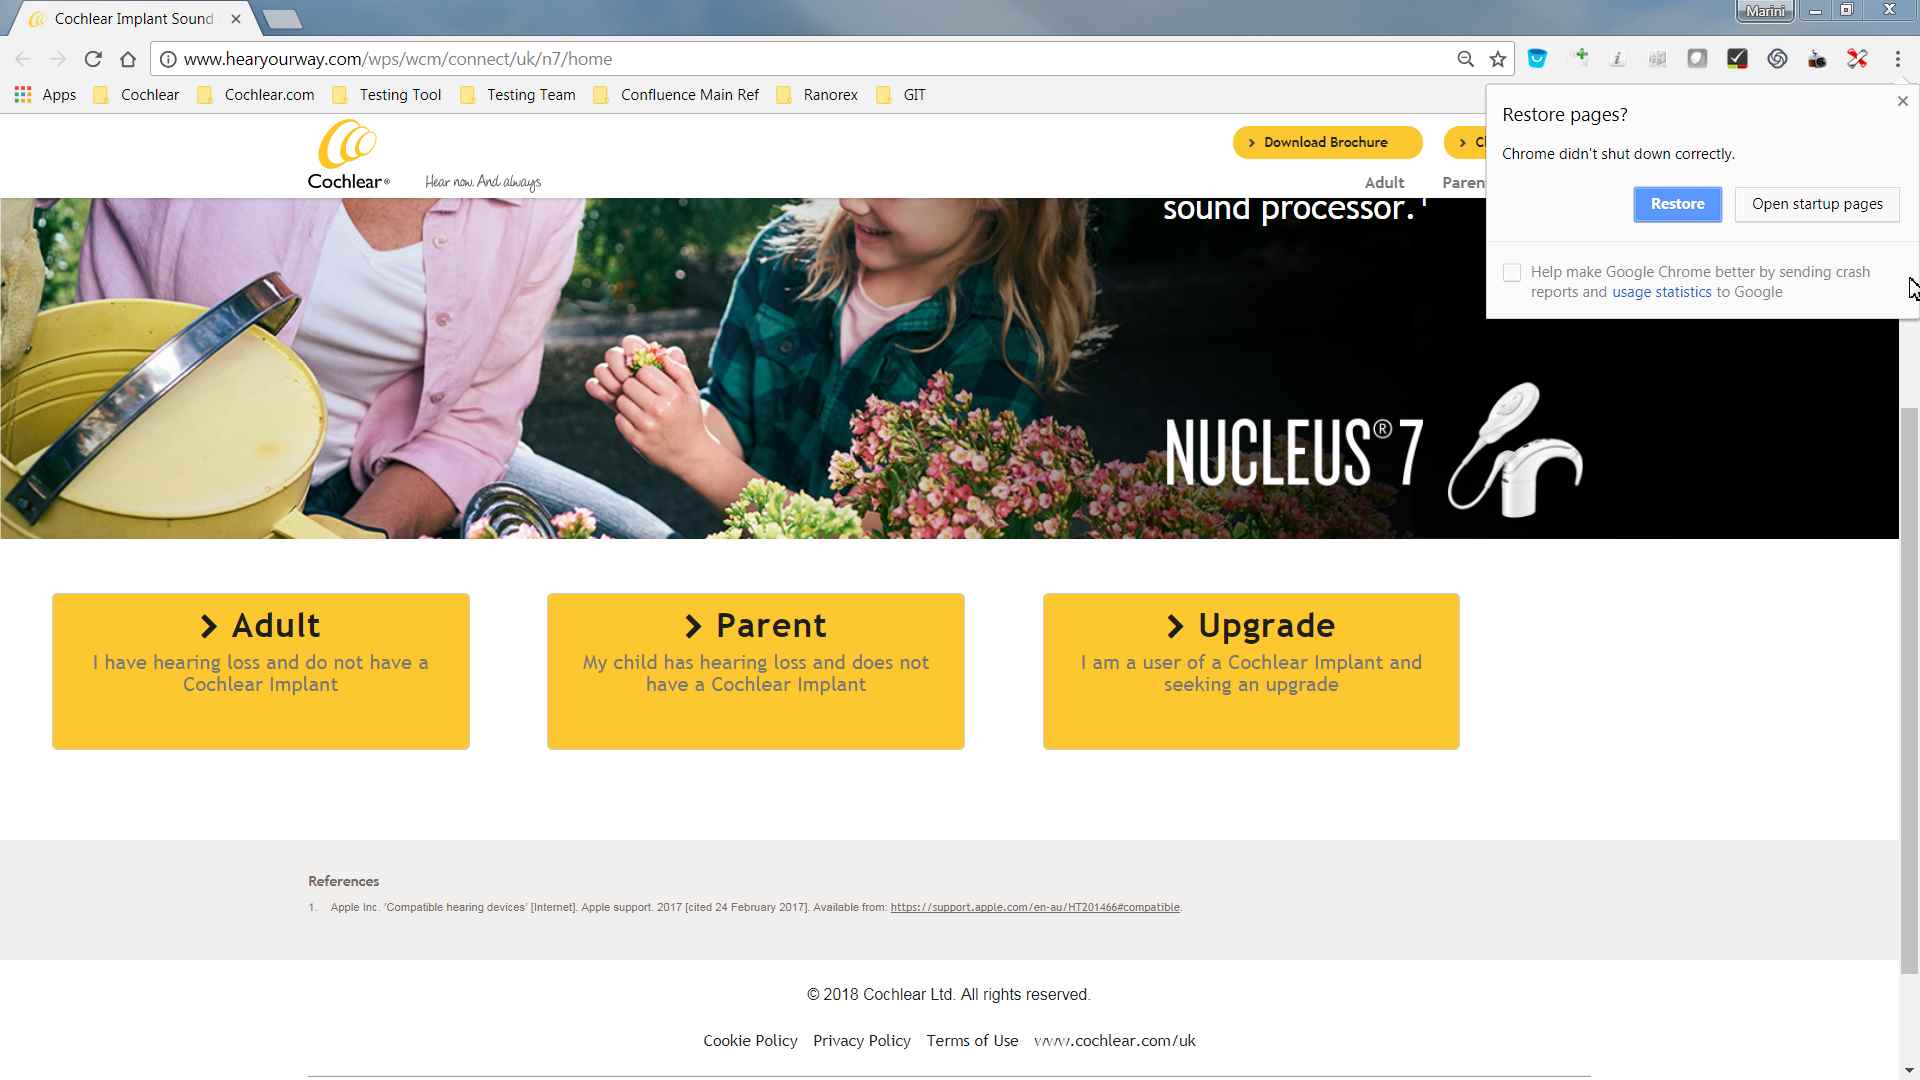 Cochlear Implant Sound
Marini
www.hearyourway.com/wps/wcm/connect/uk/n7/home
Apps Cochlear Cochlear.com Testing Tool Testing Team Confluence Main Ref Ranorex GIT
Restore pages?
Chrome didn't shut down correctly.
Restore Open startup pages
Help make Google Chrome better by sending crash
reports and usage statistics to Google
Cochlear®
Hear now. And always
Download Brochure
Adult
sound processor.¹
NUCLEUS® 7
Adult
I have hearing loss and do not have a
Cochlear Implant
Parent
My child has hearing loss and does not
have a Cochlear Implant
Upgrade
I am a user of a Cochlear Implant and
seeking an upgrade
References
1. Apple Inc. 'Compatible hearing devices' [Internet]. Apple support. 2017 [cited 24 February 2017]. Available from: https://support.apple.com/en-au/HT201466#compatible.
© 2018 Cochlear Ltd. All rights reserved.
Cookie Policy Privacy Policy Terms of Use www.cochlear.com/uk